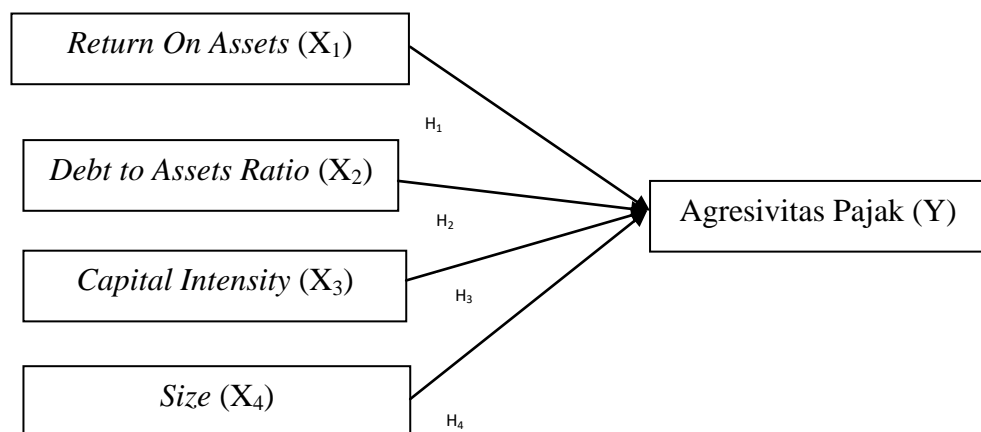 Return On Assets (X₁)
H₁
Debt to Assets Ratio (X₂)
Agresivitas Pajak (Y)
H₂
Capital Intensity (X₃)
H₃
Size (X₄)
H₄